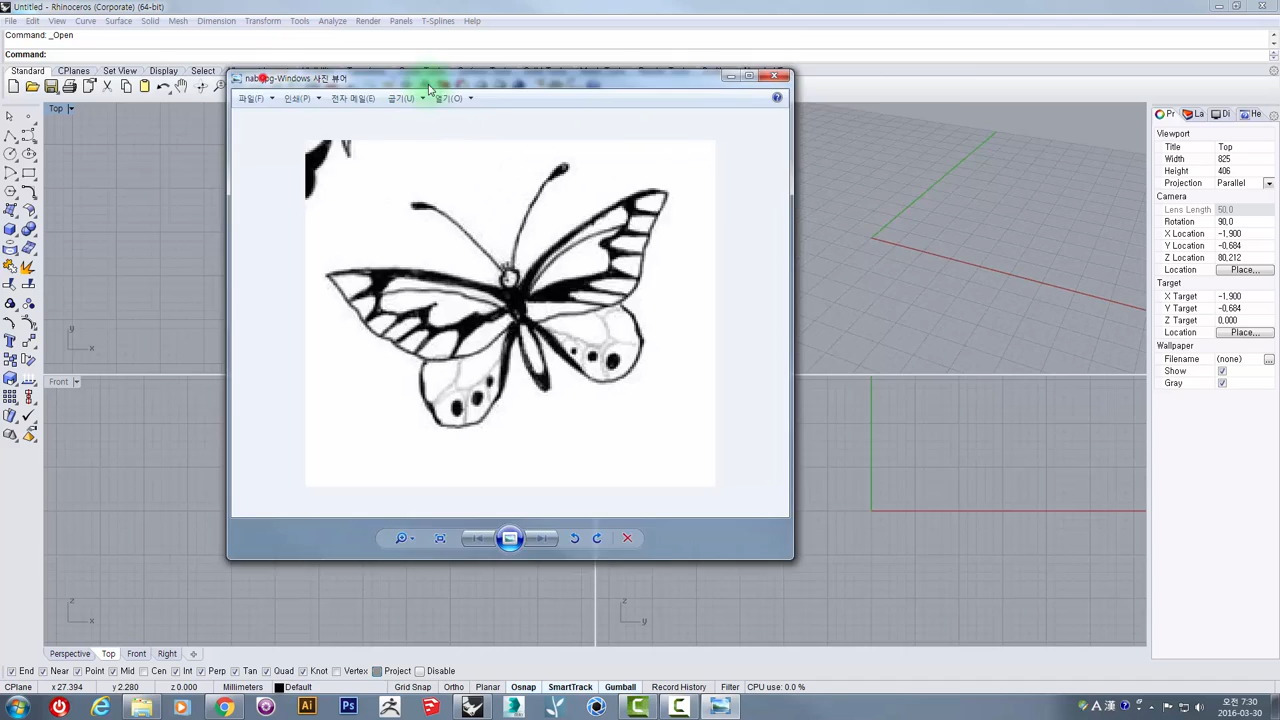 Untitled - Rhinoceros (Corporate) (64-bit)
File Edit View Curve Surface Solid Mesh Dimension Transform Tools Analyze Render Panels T-Splines Help
Command: _Open
Command:
Standard CPlanes Set View Display Select
-Windows 사진 뷰어
파일(F) 인쇄(P) 전자 메일(E) 굽기(U) 열기(O)
Top
Front
y
x
z
x
z
y
Pr La Di He
Viewport
Title Top
Width 825
Height 406
Projection Parallel
Camera
Lens Length 50.0
Rotation 90.0
X Location -1.900
Y Location -0.684
Z Location 80,212
Location Place...
Target
X Target -1.900
Y Target -0.684
Z Target 0,000
Location Place...
Wallpaper
Filename (none)
Show
Gray
Perspective Top Front Right
End Near Point Mid Cen Int Perp Tan Quad Knot Vertex Project Disable
CPlane x 27.394 y 2.280 z 0.000 Millimeters Default Grid Snap Ortho Planar Osnap SmartTrack Gumball Record History Filter CPU use: 0.0 %
Ai Ps
오전 7:30
2016-03-30